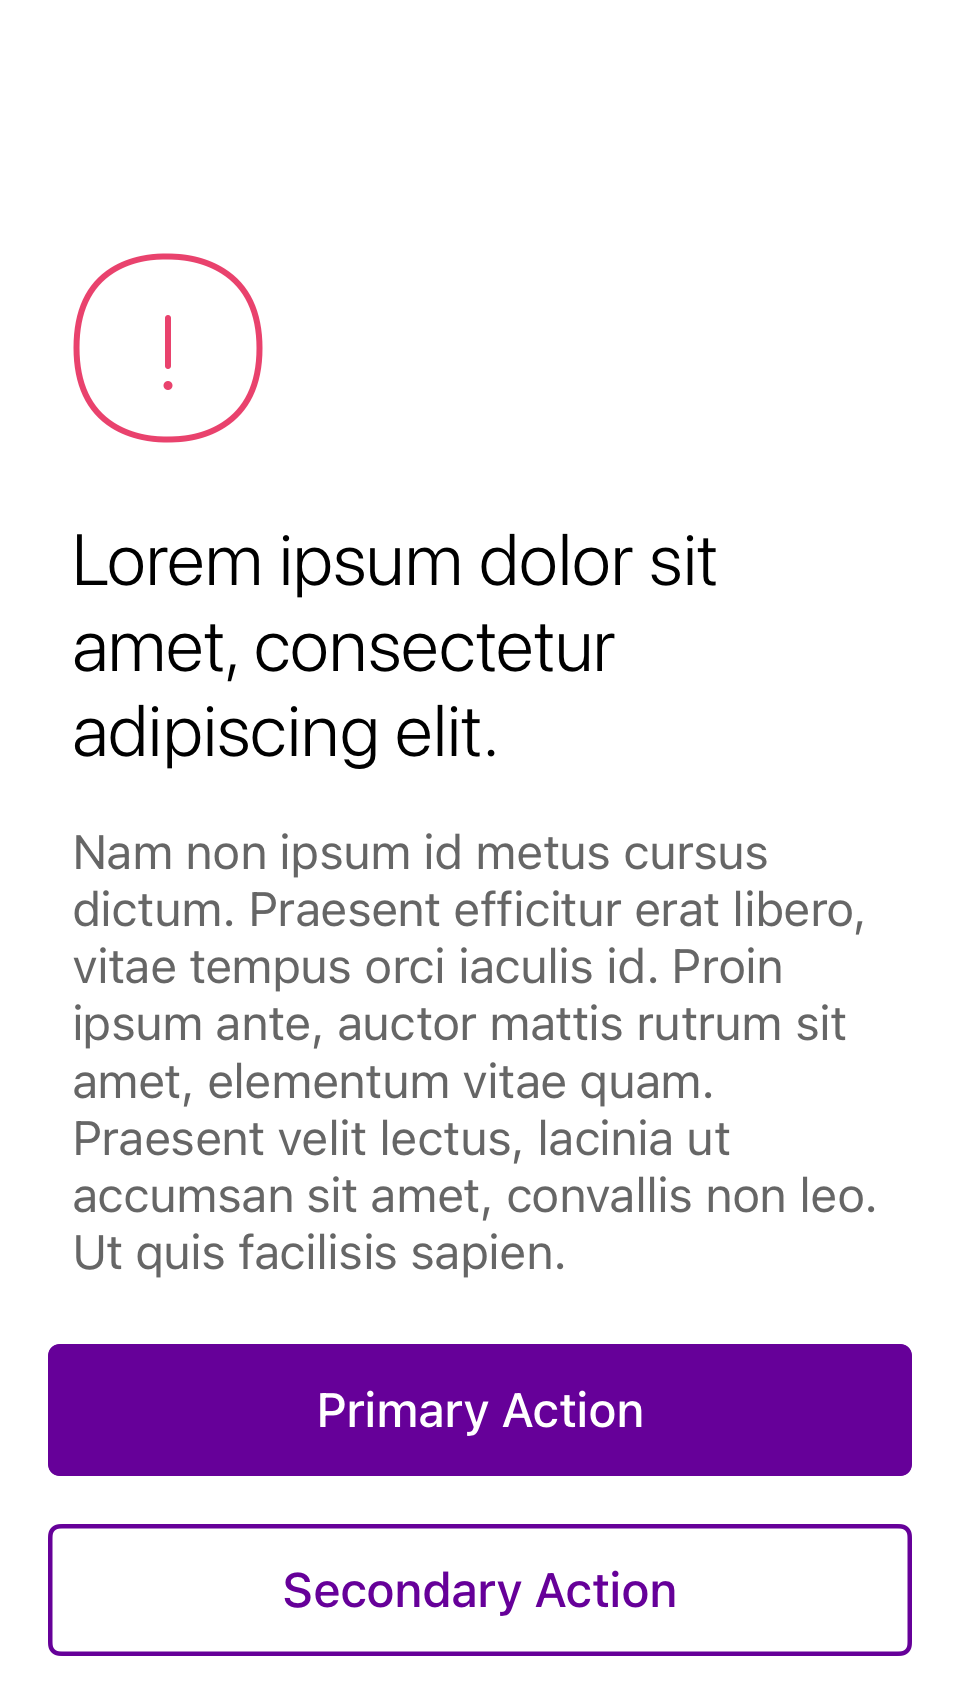 Lorem ipsum dolor sit
amet, consectetur
adipiscing elit.
Nam non ipsum id metus cursus
dictum. Praesent efficitur erat libero,
vitae tempus orci iaculis id. Proin
ipsum ante, auctor mattis rutrum sit
amet, elementum vitae quam.
Praesent velit lectus, lacinia ut
accumsan sit amet, convallis non leo.
Ut quis facilisis sapien.
Primary Action
Secondary Action